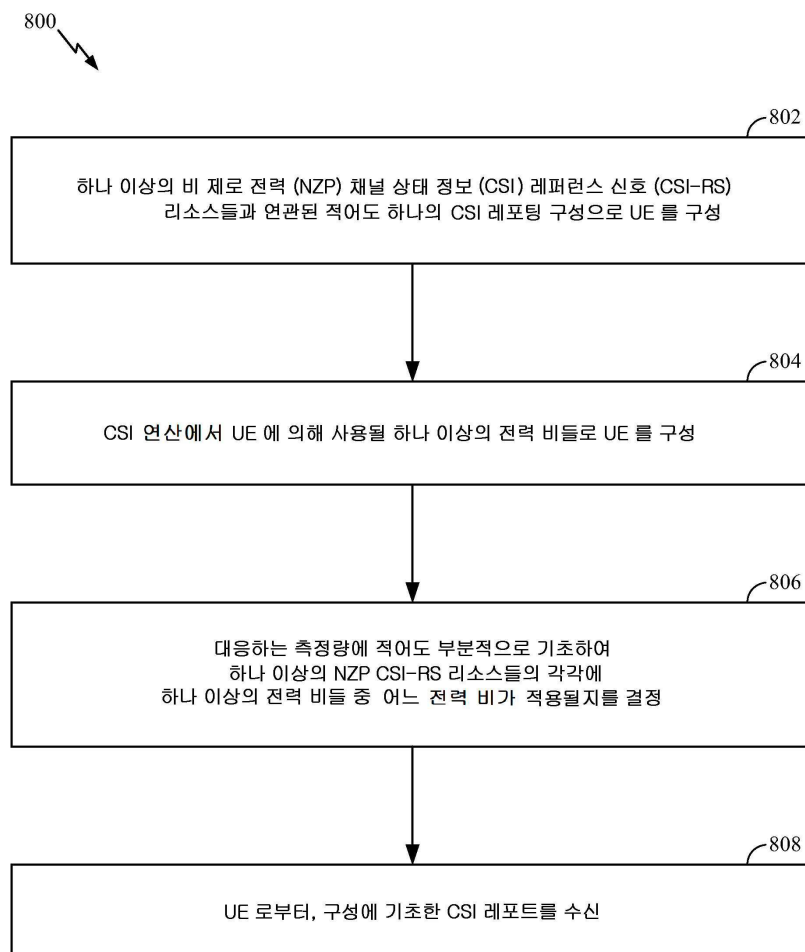 800
802
하나 이상의 비 제로 전력 (NZP) 채널 상태 정보 (CSI) 레퍼런스 신호 (CSI-RS)
리소스들과 연관된 적어도 하나의 CSI 레포팅 구성으로 UE 를 구성
804
CSI 연산에서 UE 에 의해 사용될 하나 이상의 전력 비들로 UE 를 구성
806
대응하는 측정량에 적어도 부분적으로 기초하여
하나 이상의 NZP CSI-RS 리소스들의 각각에
하나 이상의 전력 비들 중 어느 전력 비가 적용될지를 결정
808
UE 로부터, 구성에 기초한 CSI 레포트를 수신